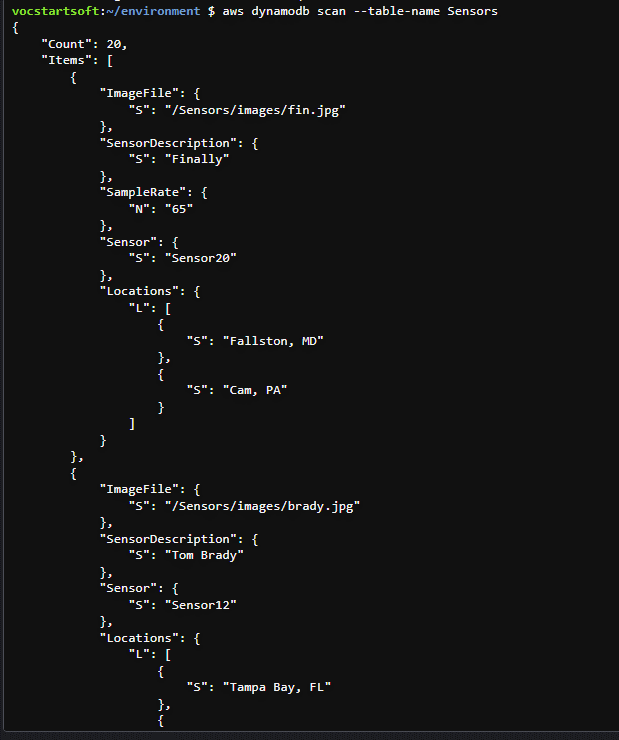 vocstartsoft:~/environment $ aws dynamodb scan --table-name Sensors
{
    "Count": 20,
    "Items": [
        {
            "ImageFile": {
                "S": "/Sensors/images/fin.jpg"
            },
            "SensorDescription": {
                "S": "Finally"
            },
            "SampleRate": {
                "N": "65"
            },
            "Sensor": {
                "S": "Sensor20"
            },
            "Locations": {
                "L": [
                    {
                        "S": "Fallston, MD"
                    },
                    {
                        "S": "Cam, PA"
                    }
                ]
            }
        },
        {
            "ImageFile": {
                "S": "/Sensors/images/brady.jpg"
            },
            "SensorDescription": {
                "S": "Tom Brady"
            },
            "Sensor": {
                "S": "Sensor12"
            },
            "Locations": {
                "L": [
                    {
                        "S": "Tampa Bay, FL"
                    },
                    {